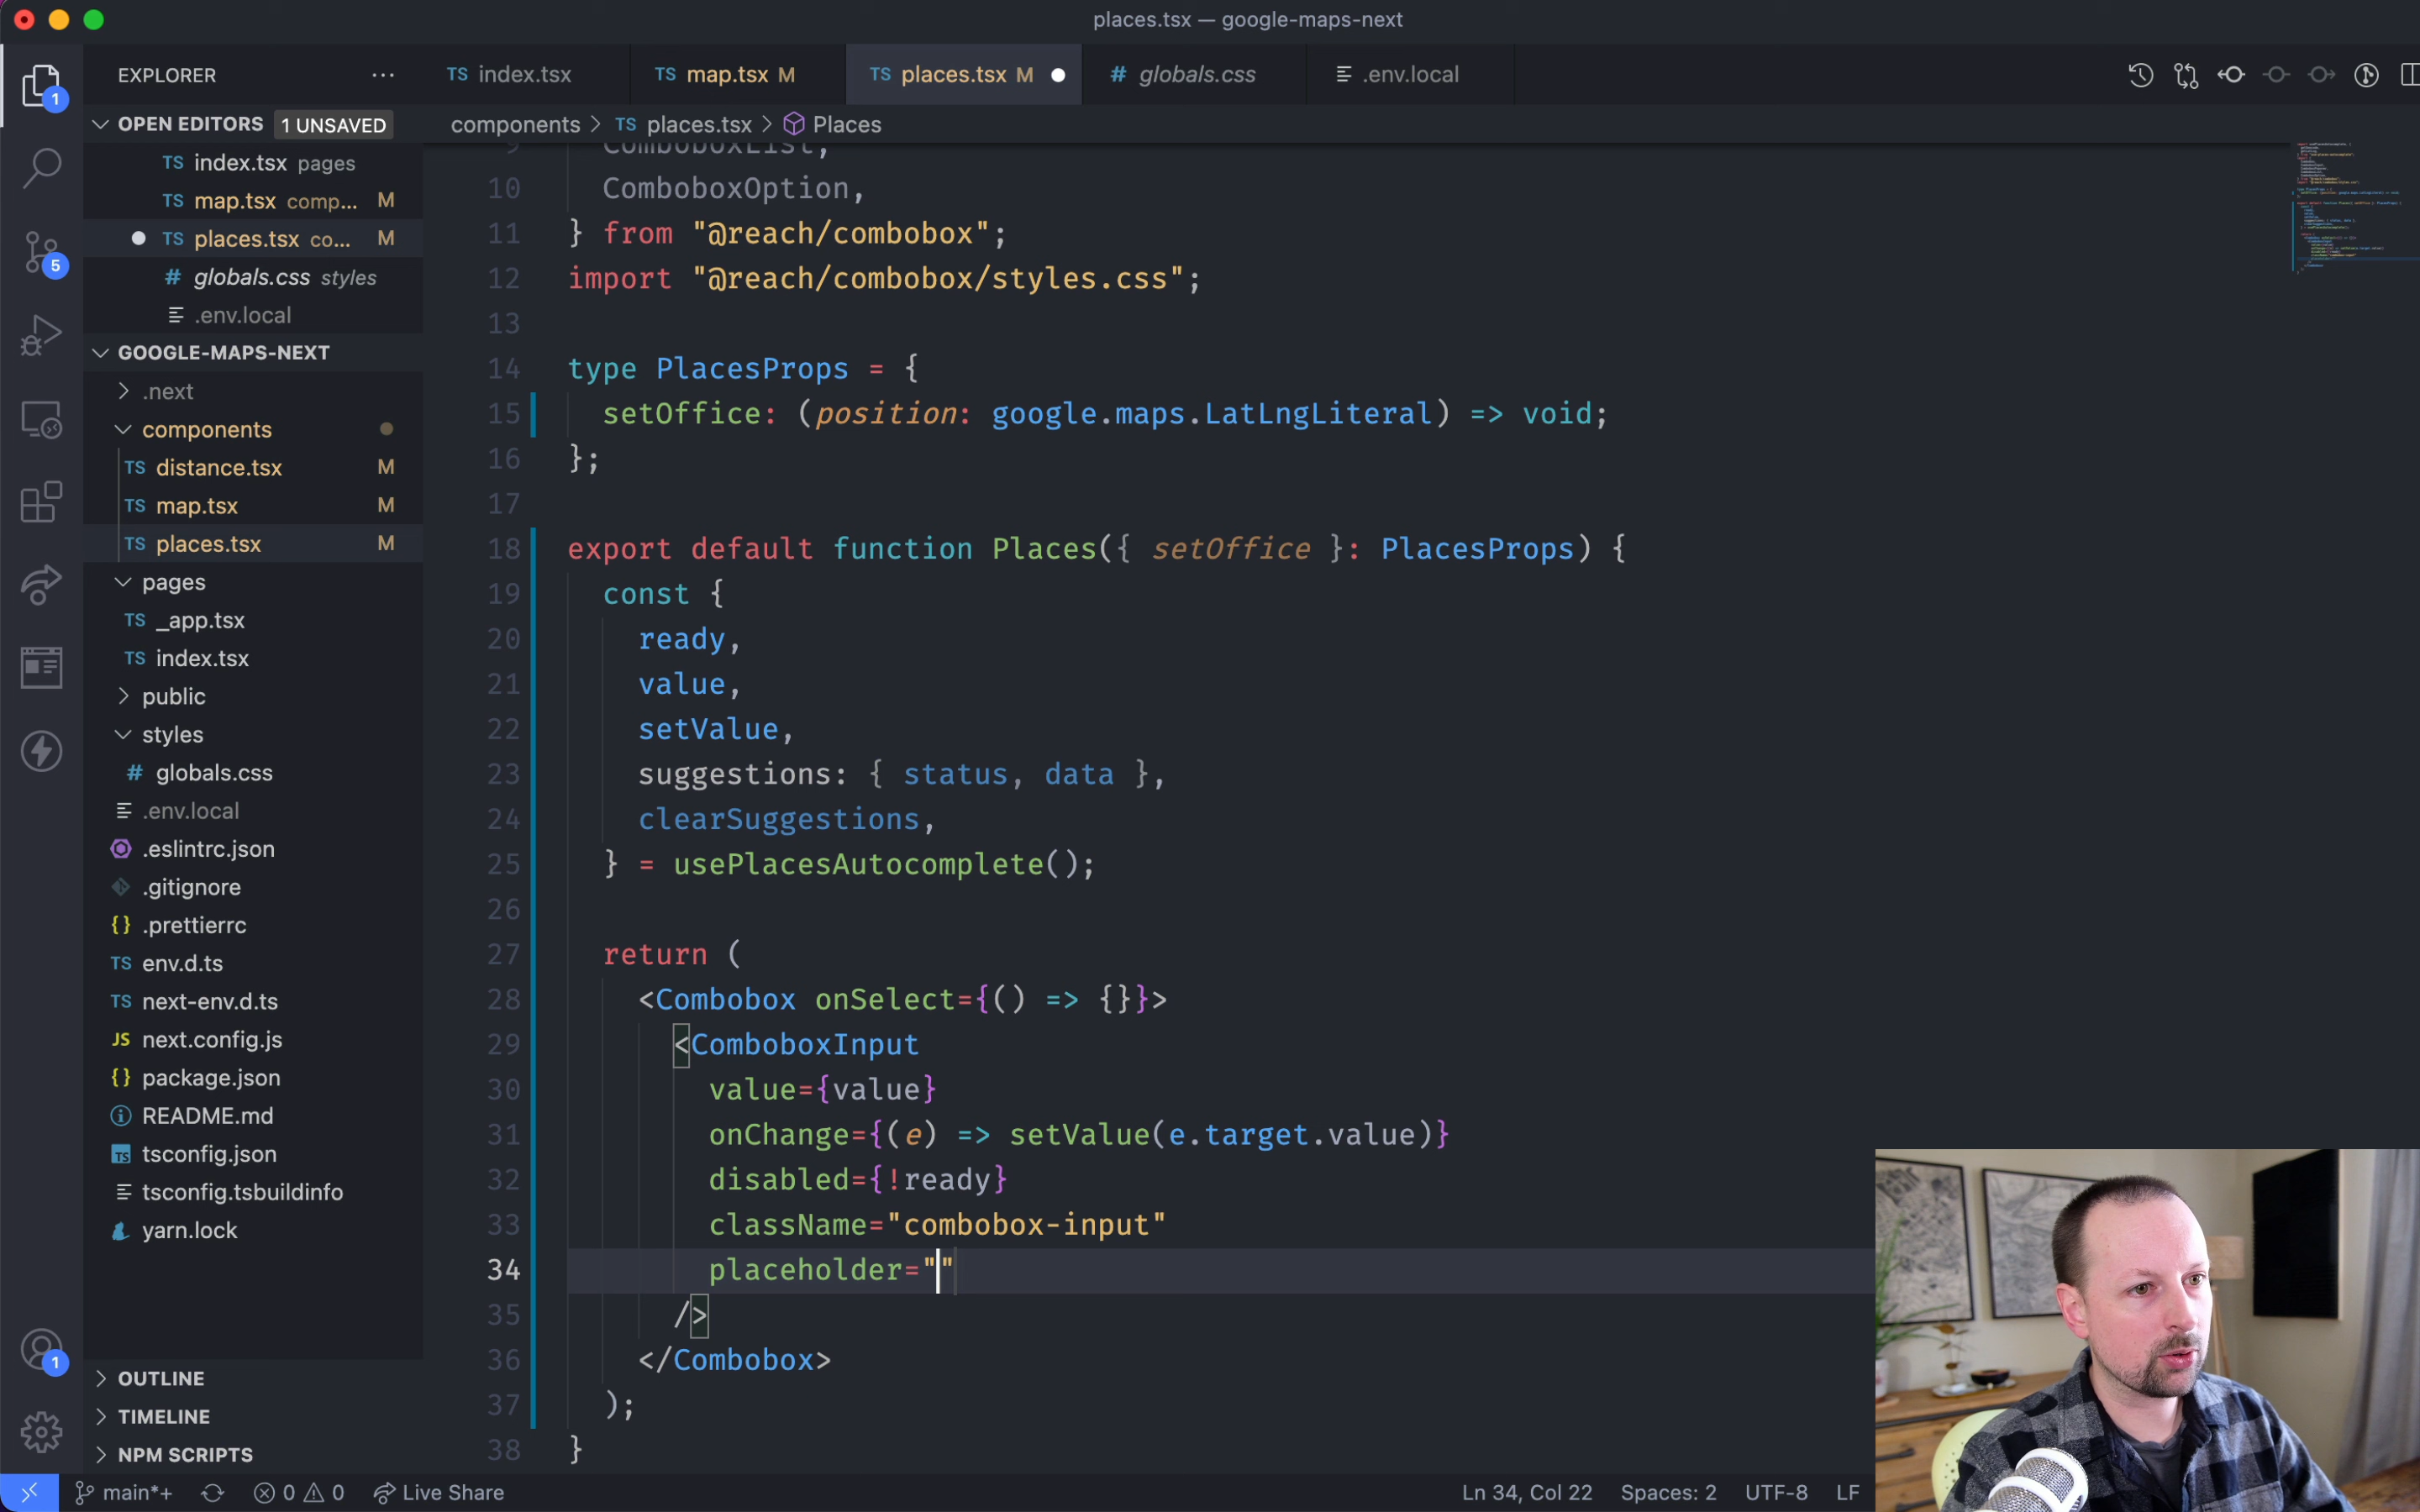 places.tsx — google-maps-next
EXPLORER
TS index.tsx
TS map.tsx M
TS places.tsx M
# globals.css
.env.local
OPEN EDITORS 1 UNSAVED
components > TS places.tsx > Places
TS index.tsx pages
TS map.tsx comp... M
TS places.tsx co... M
# globals.css styles
.env.local
GOOGLE-MAPS-NEXT
.next
components
TS distance.tsx M
TS map.tsx M
TS places.tsx M
pages
TS _app.tsx
TS index.tsx
public
styles
# globals.css
.env.local
.eslintrc.json
.gitignore
{} .prettierrc
TS env.d.ts
TS next-env.d.ts
JS next.config.js
{} package.json
README.md
TS tsconfig.json
tsconfig.tsbuildinfo
yarn.lock
OUTLINE
TIMELINE
NPM SCRIPTS
1
5
1
9 ComboboxList,
10 ComboboxOption,
11 } from "@reach/combobox";
12 import "@reach/combobox/styles.css";
13
14 type PlacesProps = {
15 setOffice: (position: google.maps.LatLngLiteral) => void;
16 };
17
18 export default function Places({ setOffice }: PlacesProps) {
19 const {
20 ready,
21 value,
22 setValue,
23 suggestions: { status, data },
24 clearSuggestions,
25 } = usePlacesAutocomplete();
26
27 return (
28 <Combobox onSelect={() => {}}>
29 <ComboboxInput
30 value={value}
31 onChange={(e) => setValue(e.target.value)}
32 disabled={!ready}
33 className="combobox-input"
34 placeholder=""
35 />
36 </Combobox>
37 );
38 }
main*+ 0 0 Live Share
Ln 34, Col 22 Spaces: 2 UTF-8 LF